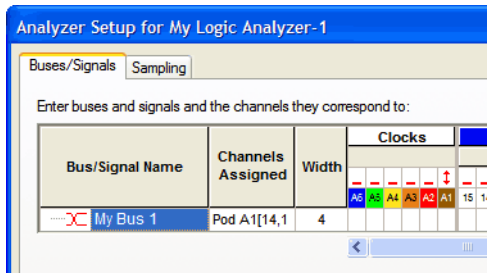 Analyzer Setup for My Logic Analyzer-1
Buses/Signals Sampling
Enter buses and signals and the channels they correspond to:
Bus/Signal Name Channels Assigned Width Clocks
A6 A5 A4 A3 A2 A1 15
My Bus 1 Pod A1[14,1 4